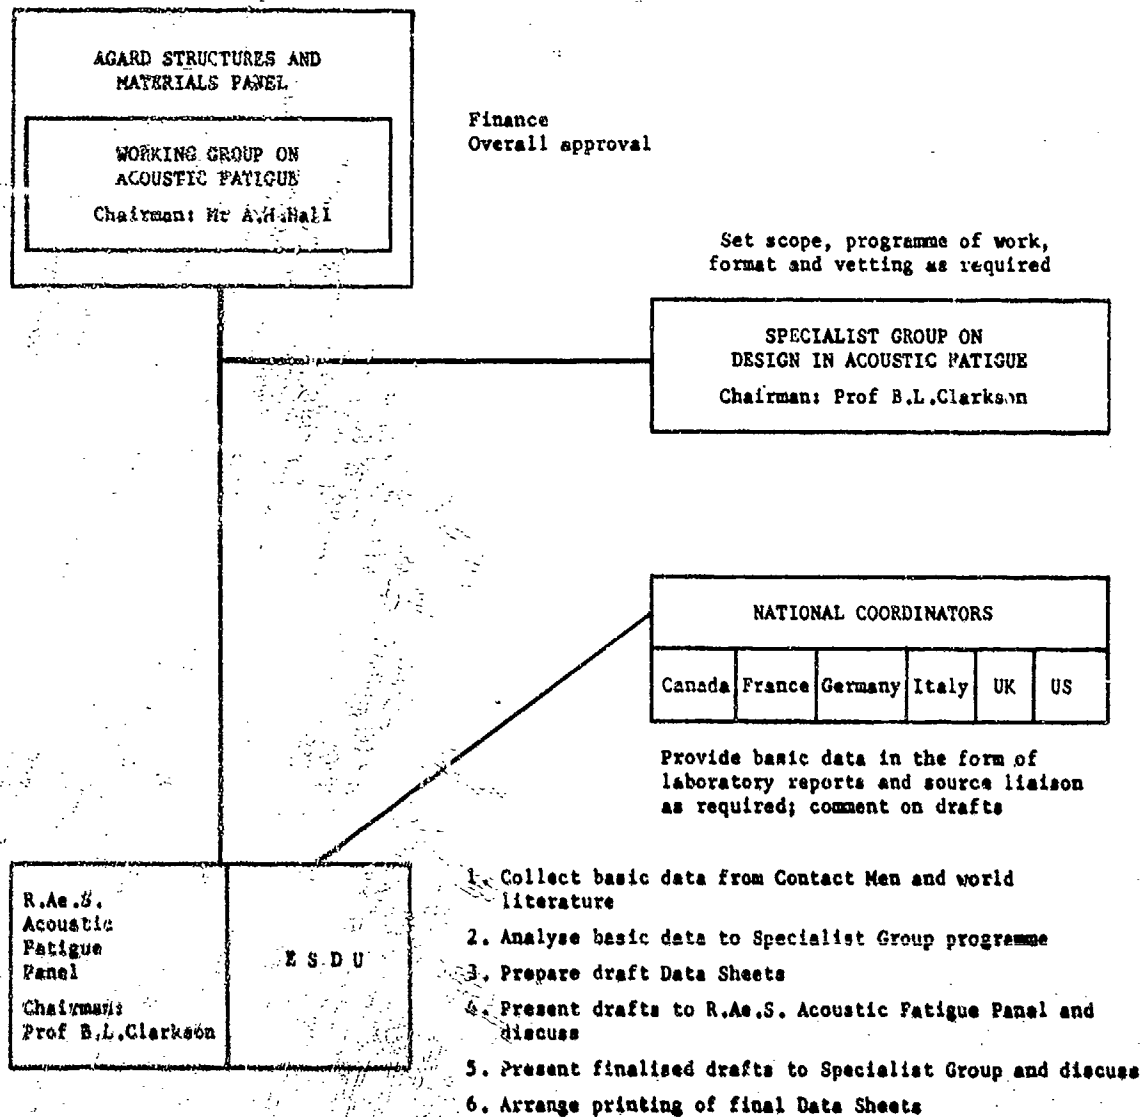 AGARD STRUCTURES AND
MATERIALS PANEL
WORKING GROUP ON
ACOUSTIC FATIGUE
Chairman: Mr A.H.Hall
Finance
Overall approval
Set scope, programme of work,
format and vetting as required
SPECIALIST GROUP ON
DESIGN IN ACOUSTIC FATIGUE
Chairman: Prof B.L.Clarkson
NATIONAL COORDINATORS
Canada France Germany Italy UK US
Provide basic data in the form of
laboratory reports and source liaison
as required; comment on drafts
R.Ae.S.
Acoustic
Fatigue
Panel
Chairman:
Prof B.L.Clarkson
E S D U
1. Collect basic data from Contact Men and world
literature
2. Analyse basic data to Specialist Group programme
3. Prepare draft Data Sheets
4. Present drafts to R.Ae.S. Acoustic Fatigue Panel and
discuss
5. Present finalised drafts to Specialist Group and discuss
6. Arrange printing of final Data Sheets